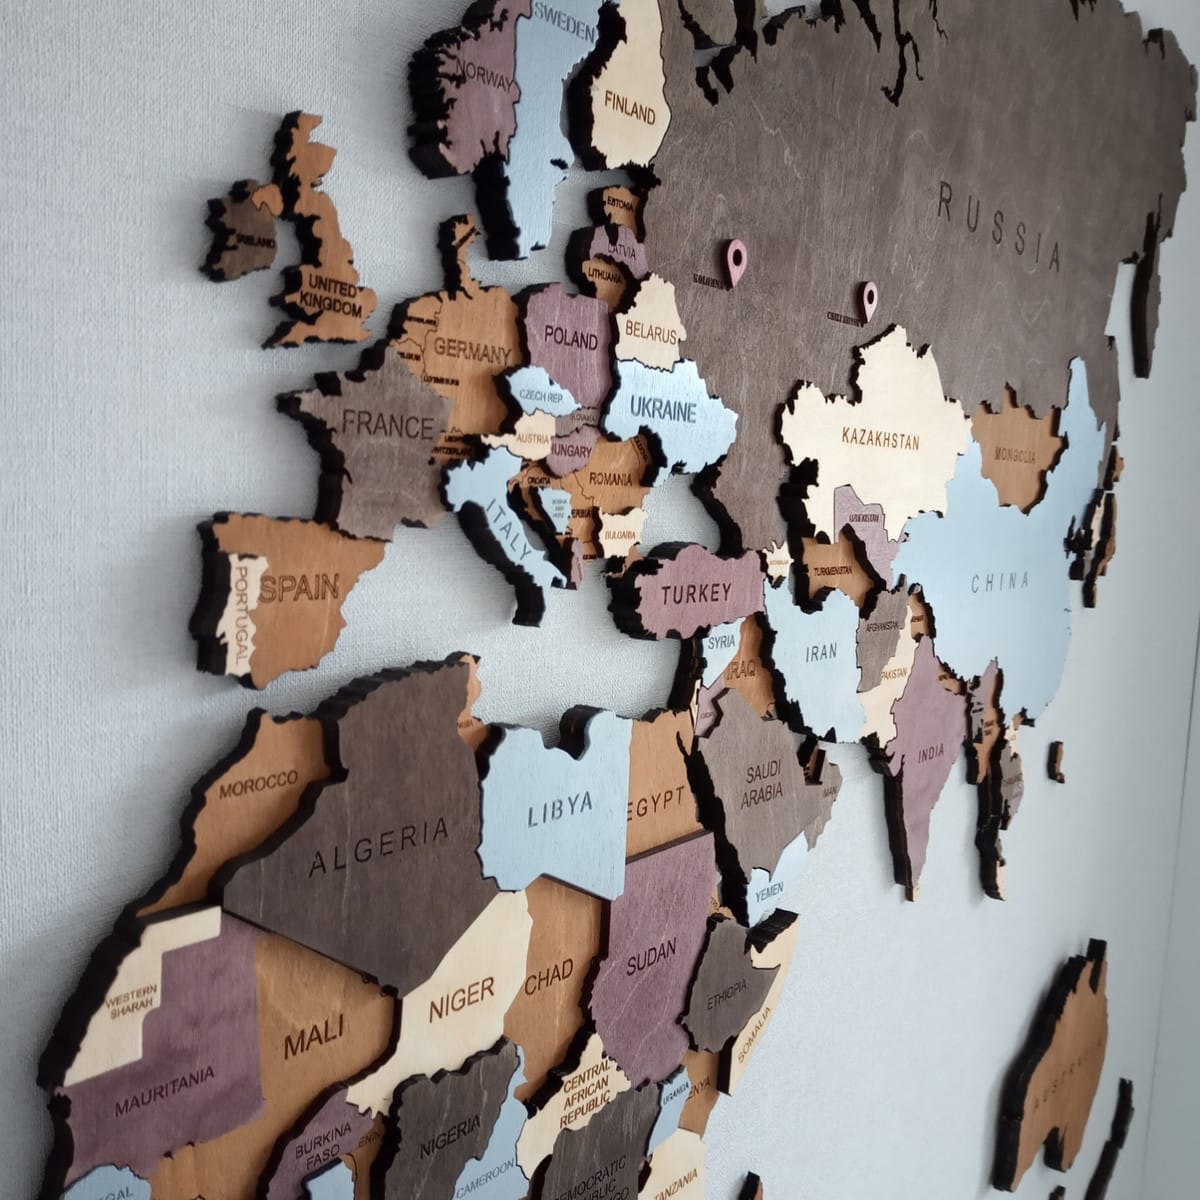 SWEDEN
NORWAY
FINLAND
RUSSIA
ESTONIA
LATVIA
LITHUANIA
IRELAND
UNITED
KINGDOM
POLAND
BELARUS
GERMANY
CZECH REP.
UKRAINE
FRANCE
AUSTRIA
HUNGARY
KAZAKHSTAN
MONGOLIA
ROMANIA
CROATIA
ITALY
BULGARIA
UZBEKISTAN
TURKMENISTAN
CHINA
SPAIN
PORTUGAL
TURKEY
SYRIA
IRAQ
IRAN
AFGHANISTAN
PAKISTAN
INDIA
MOROCCO
ALGERIA
LIBYA
EGYPT
SAUDI
ARABIA
YEMEN
WESTERN
SHARAH
MAURITANIA
MALI
NIGER
CHAD
SUDAN
ETHIOPIA
SOMALIA
AUSTRALIA
BURKINA
FASO
NIGERIA
CAMEROON
CENTRAL
AFRICAN
REPUBLIC
UGANDA
ENYA
TANZANIA